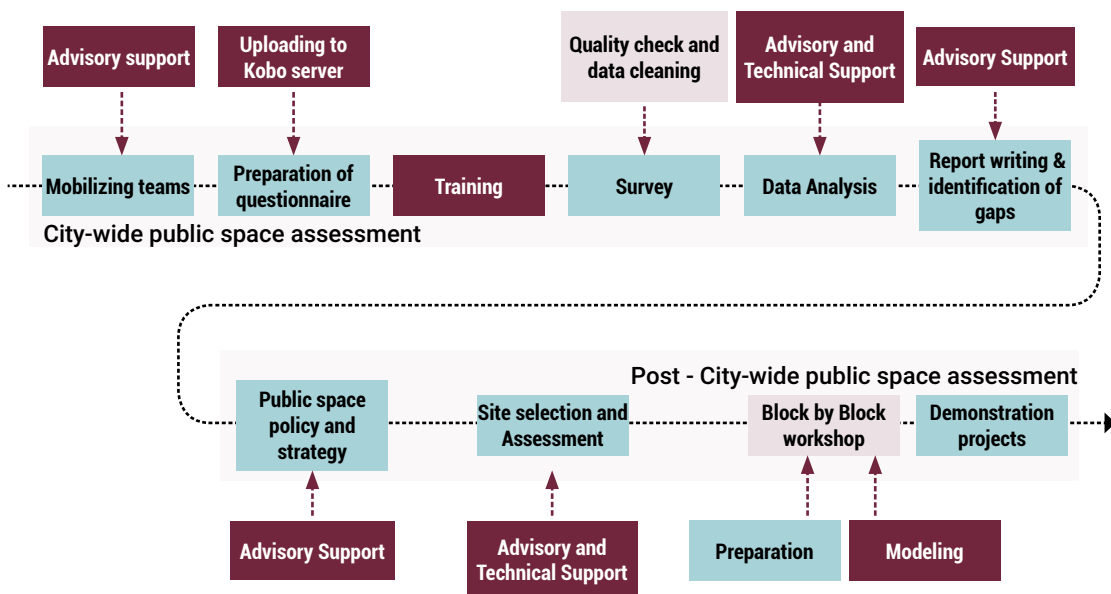 Advisory support
Uploading to
Kobo server
Quality check and
data cleaning
Advisory and
Technical Support
Advisory Support
Mobilizing teams
Preparation of
questionnaire
Training
Survey
Data Analysis
Report writing &
identification of
gaps
City-wide public space assessment
Post - City-wide public space assessment
Public space
policy and
strategy
Site selection and
Assessment
Block by Block
workshop
Demonstration
projects
Advisory Support
Advisory and
Technical Support
Preparation
Modeling